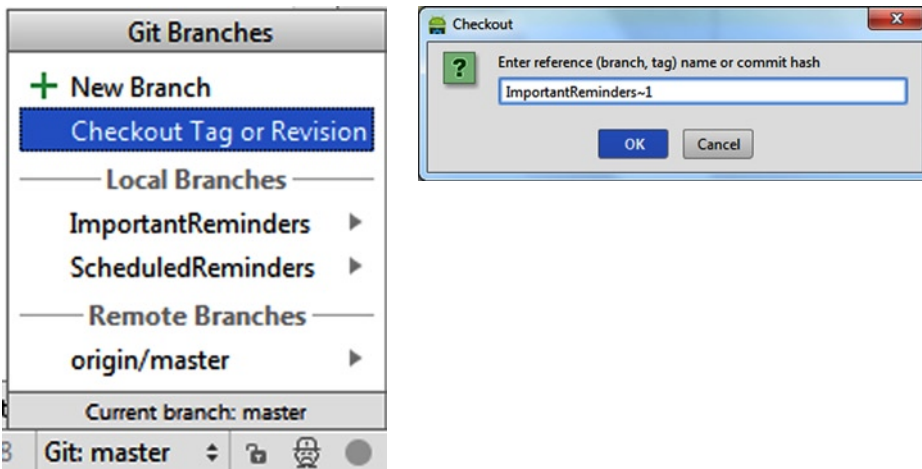 Git Branches
New Branch
Checkout Tag or Revision
Local Branches
ImportantReminders
ScheduledReminders
Remote Branches
origin/master
Current branch: master
Git: master
Checkout
Enter reference (branch, tag) name or commit hash
ImportantReminders~1
OK
Cancel